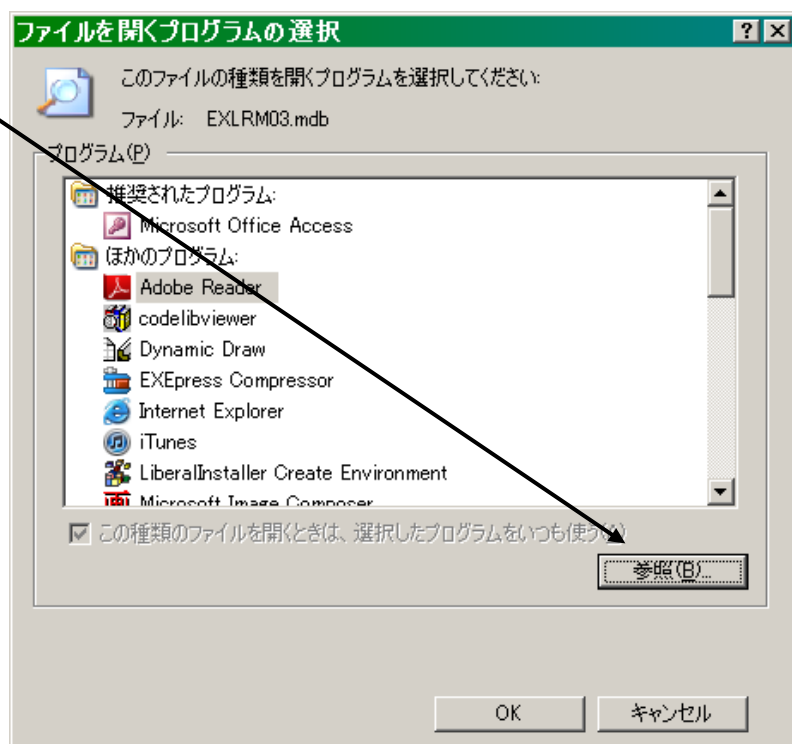 ファイルを開くプログラムの選択
このファイルの種類を開くプログラムを選択してください:
ファイル: EXLRM03.mdb
プログラム(P)
推奨されたプログラム:
Microsoft Office Access
ほかのプログラム:
Adobe Reader
codelibviewer
Dynamic Draw
EXEpress Compressor
Internet Explorer
iTunes
LiberalInstaller Create Environment
Microsoft Image Composer
この種類のファイルを開くときは、選択したプログラムをいつも使う(A)
参照(B)...
OK キャンセル